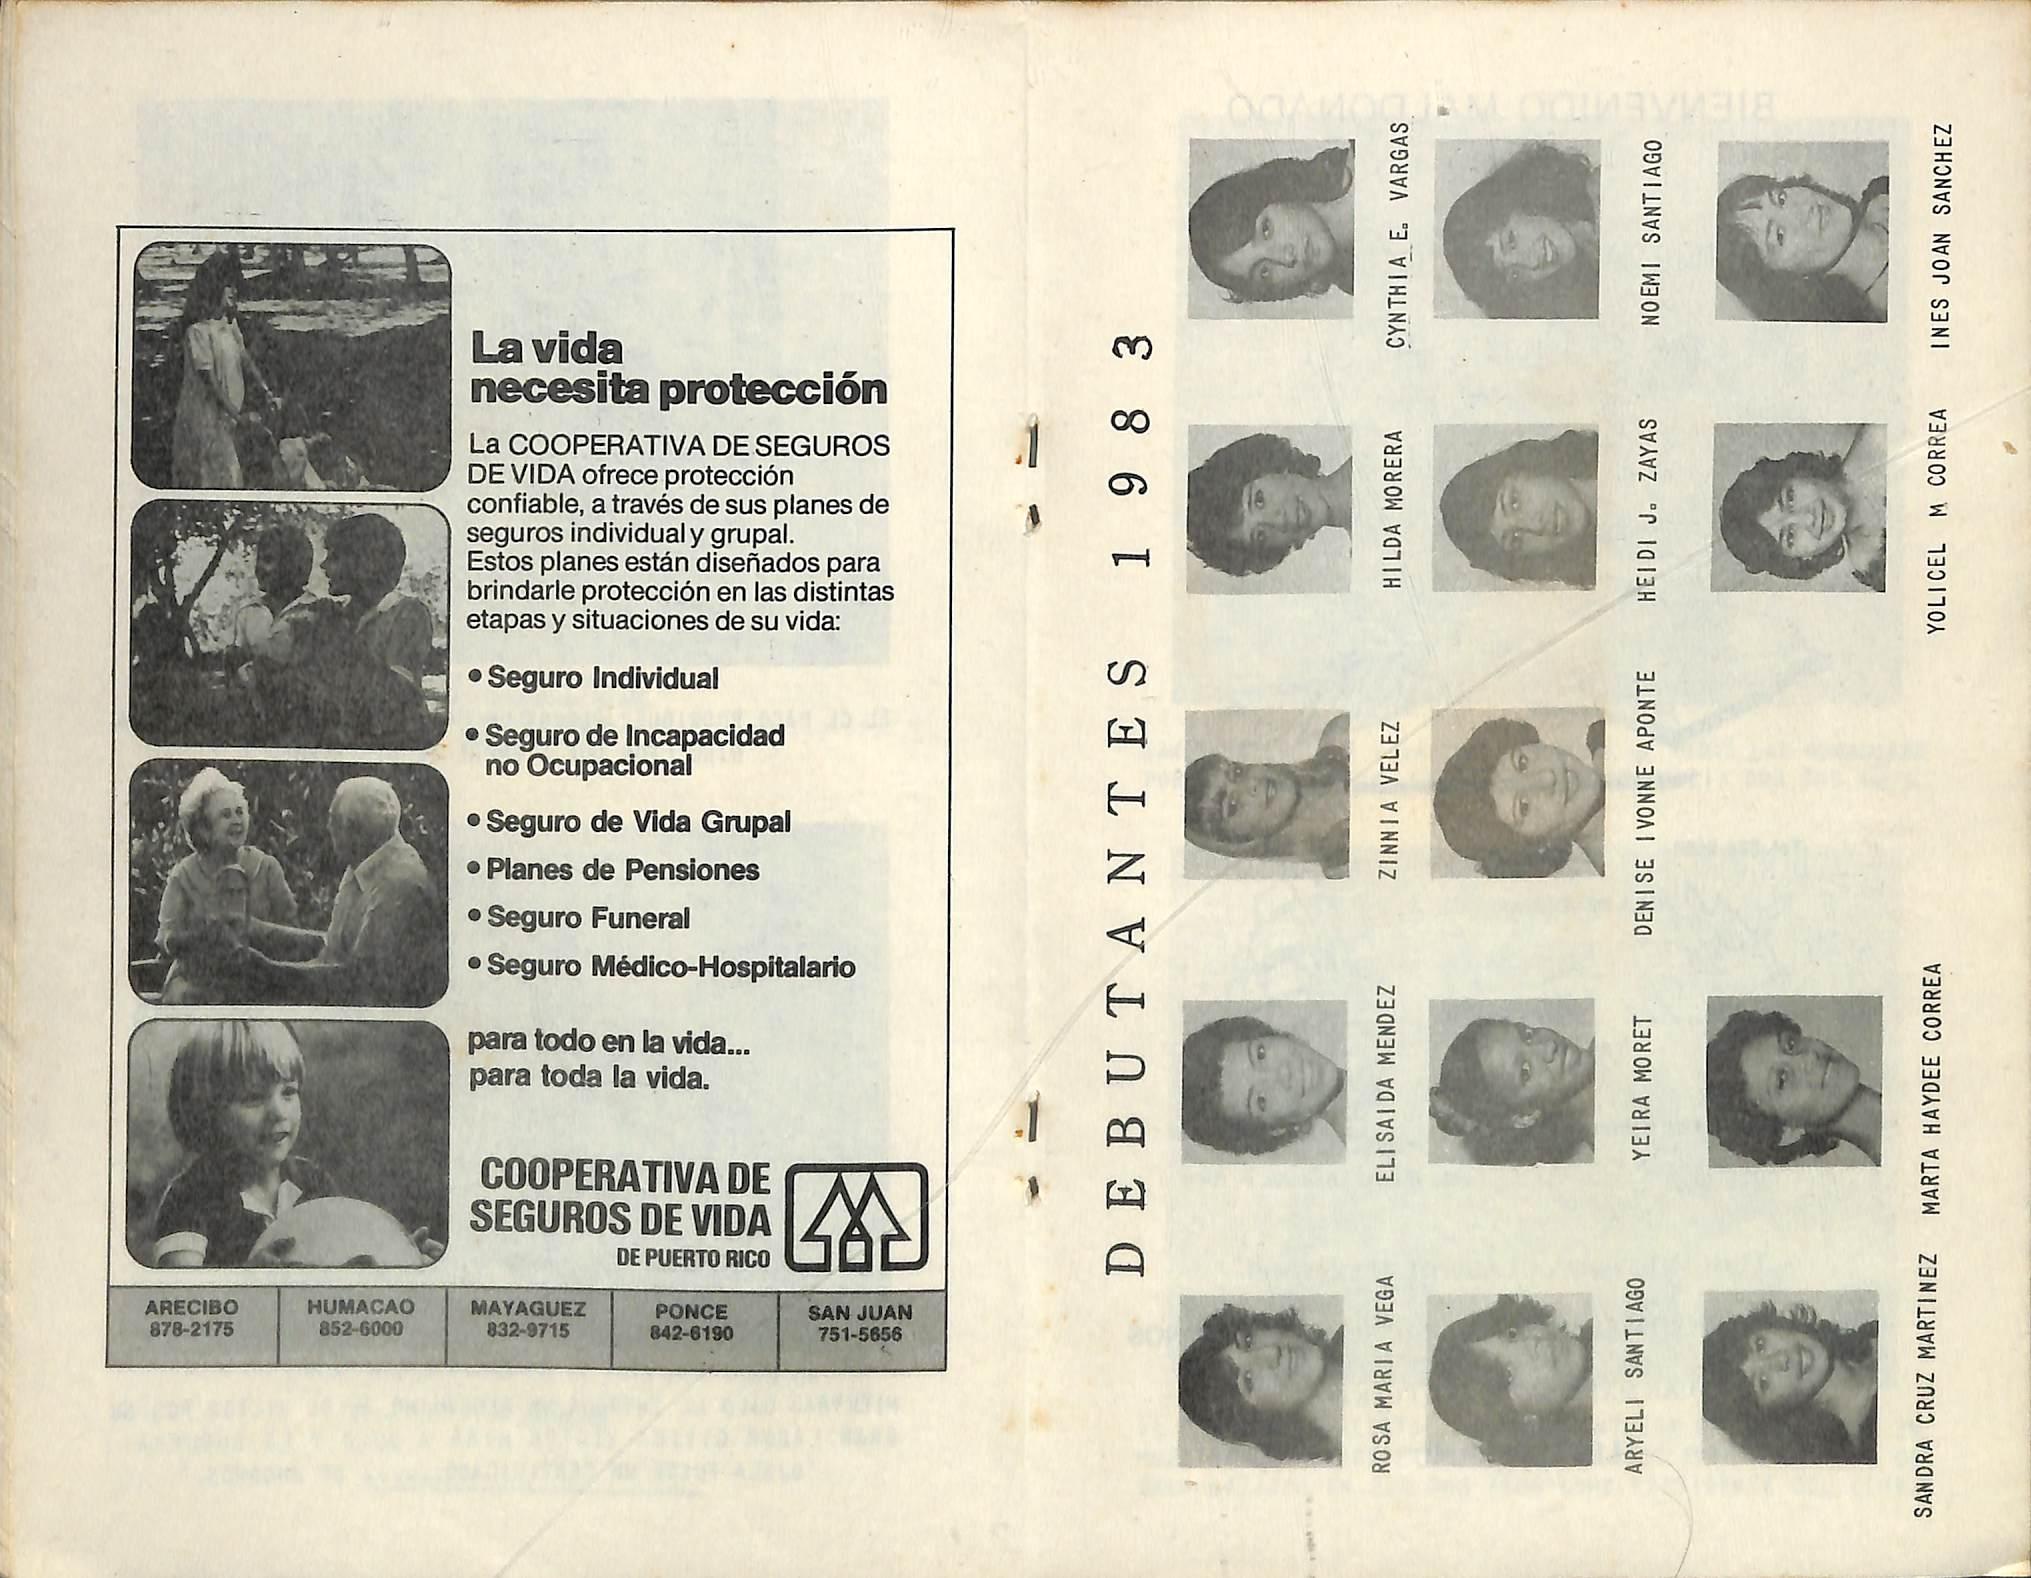 La vida
necesita protección
La COOPERATIVA DE SEGUROS
DE VIDA ofrece protección
confiable, a través de sus planes de
seguros individual y grupal.
Estos planes están diseñados para
brindarle protección en las distintas
etapas y situaciones de su vida:
• Seguro Individual
• Seguro de Incapacidad
no Ocupacional
• Seguro de Vida Grupal
• Planes de Pensiones
• Seguro Funeral
• Seguro Médico-Hospitalario
para todo en la vida...
para toda la vida.
COOPERATIVA DE
SEGUROS DE VIDA
DE PUERTO RICO
ARECIBO
878-2175
HUMACAO
852-6000
MAYAGUEZ
832-9715
PONCE
842-6190
SAN JUAN
751-5656
DEBUTANTES 1983
ROSA MARIA VEGA
ELISAIDA MENDEZ
ZINNIA VELEZ
HILDA MORERA
CYNTHIA E. VARGAS
ARYELI SANTIAGO
YEIRA MORET
DENISE IVONNE APONTE
HEIDI J. ZAYAS
NOEMI SANTIAGO
SANDRA CRUZ MARTINEZ
MARTA HAYDEE CORREA
YOLICEL M CORREA
INES JOAN SANCHEZ